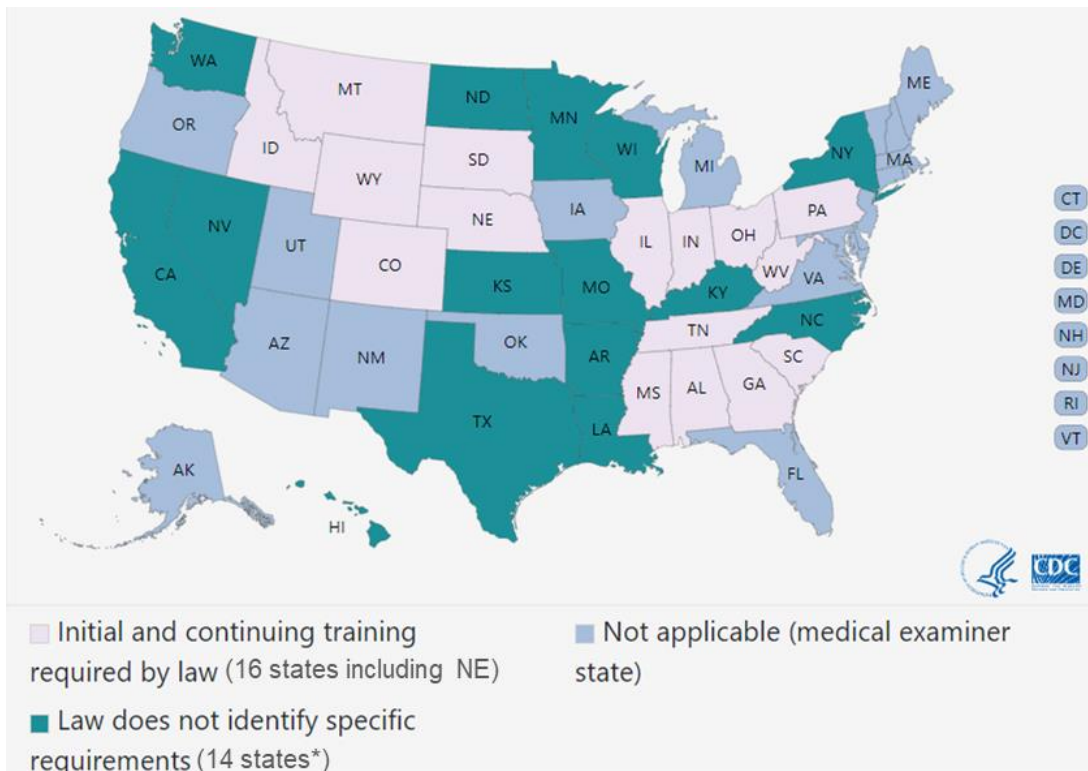 WA
MT
ND
MN
ME
OR
ID
SD
WI
MI
NY
MA
WY
NE
IA
PA
CT
NV
UT
CO
IL
IN
OH
WV
VA
DC
CA
KS
MO
KY
DE
AZ
NM
OK
AR
TN
NC
MD
TX
MS
AL
GA
SC
NH
LA
NJ
AK
FL
RI
HI
VT
CDC
Initial and continuing training
required by law (16 states including NE)
Not applicable (medical examiner
state)
Law does not identify specific
requirements (14 states*)